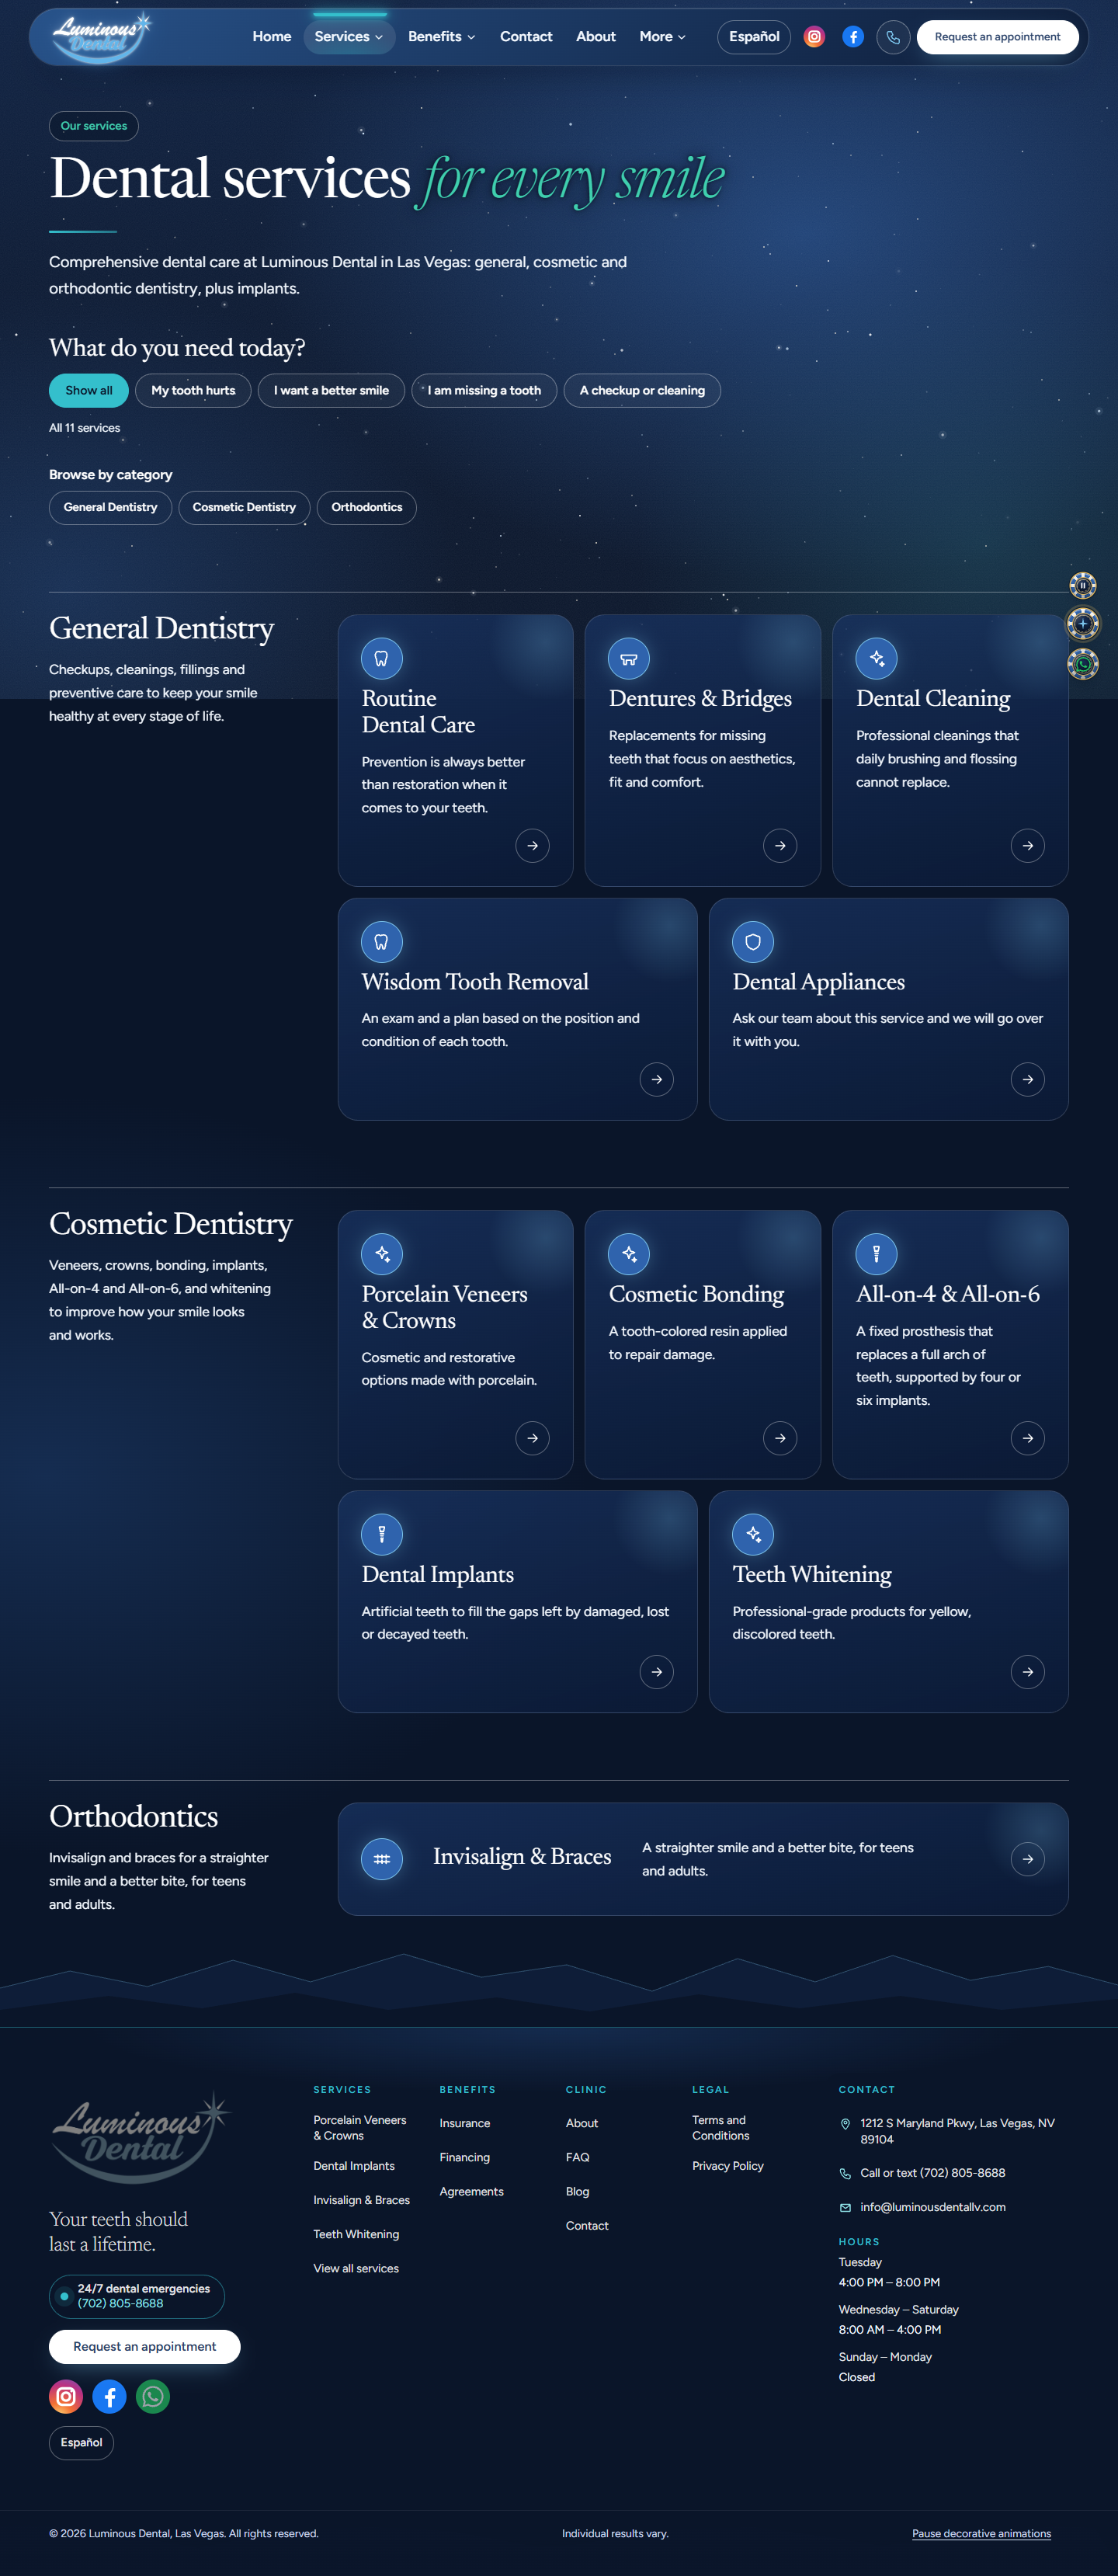 Luminous
Dental
Home
Services
Benefits
Contact
About
More
Español
Request an appointment
Our services
Dental services for every smile
Comprehensive dental care at Luminous Dental in Las Vegas: general, cosmetic and
orthodontic dentistry, plus implants.
What do you need today?
Show all
My tooth hurts
I want a better smile
I am missing a tooth
A checkup or cleaning
All 11 services
Browse by category
General Dentistry
Cosmetic Dentistry
Orthodontics
General Dentistry
Checkups, cleanings, fillings and
preventive care to keep your smile
healthy at every stage of life.
Routine
Dental Care
Prevention is always better
than restoration when it
comes to your teeth.
Dentures & Bridges
Replacements for missing
teeth that focus on aesthetics,
fit and comfort.
Dental Cleaning
Professional cleanings that
daily brushing and flossing
cannot replace.
Wisdom Tooth Removal
An exam and a plan based on the position and
condition of each tooth.
Dental Appliances
Ask our team about this service and we will go over
it with you.
Cosmetic Dentistry
Veneers, crowns, bonding, implants,
All-on-4 and All-on-6, and whitening
to improve how your smile looks
and works.
Porcelain Veneers
& Crowns
Cosmetic and restorative
options made with porcelain.
Cosmetic Bonding
A tooth-colored resin applied
to repair damage.
All-on-4 & All-on-6
A fixed prosthesis that
replaces a full arch of
teeth, supported by four or
six implants.
Dental Implants
Artificial teeth to fill the gaps left by damaged, lost
or decayed teeth.
Teeth Whitening
Professional-grade products for yellow,
discolored teeth.
Orthodontics
Invisalign and braces for a straighter
smile and a better bite, for teens
and adults.
Invisalign & Braces
A straighter smile and a better bite, for teens
and adults.
Luminous
Dental
Your teeth should
last a lifetime.
24/7 dental emergencies
(702) 805-8688
Request an appointment
Español
SERVICES
Porcelain Veneers
& Crowns
Dental Implants
Invisalign & Braces
Teeth Whitening
View all services
BENEFITS
Insurance
Financing
Agreements
CLINIC
About
FAQ
Blog
Contact
LEGAL
Terms and
Conditions
Privacy Policy
CONTACT
1212 S Maryland Pkwy, Las Vegas, NV
89104
Call or text (702) 805-8688
info@luminousdentallv.com
HOURS
Tuesday
4:00 PM – 8:00 PM
Wednesday – Saturday
8:00 AM – 4:00 PM
Sunday – Monday
Closed
© 2026 Luminous Dental, Las Vegas. All rights reserved.
Individual results vary.
Pause decorative animations